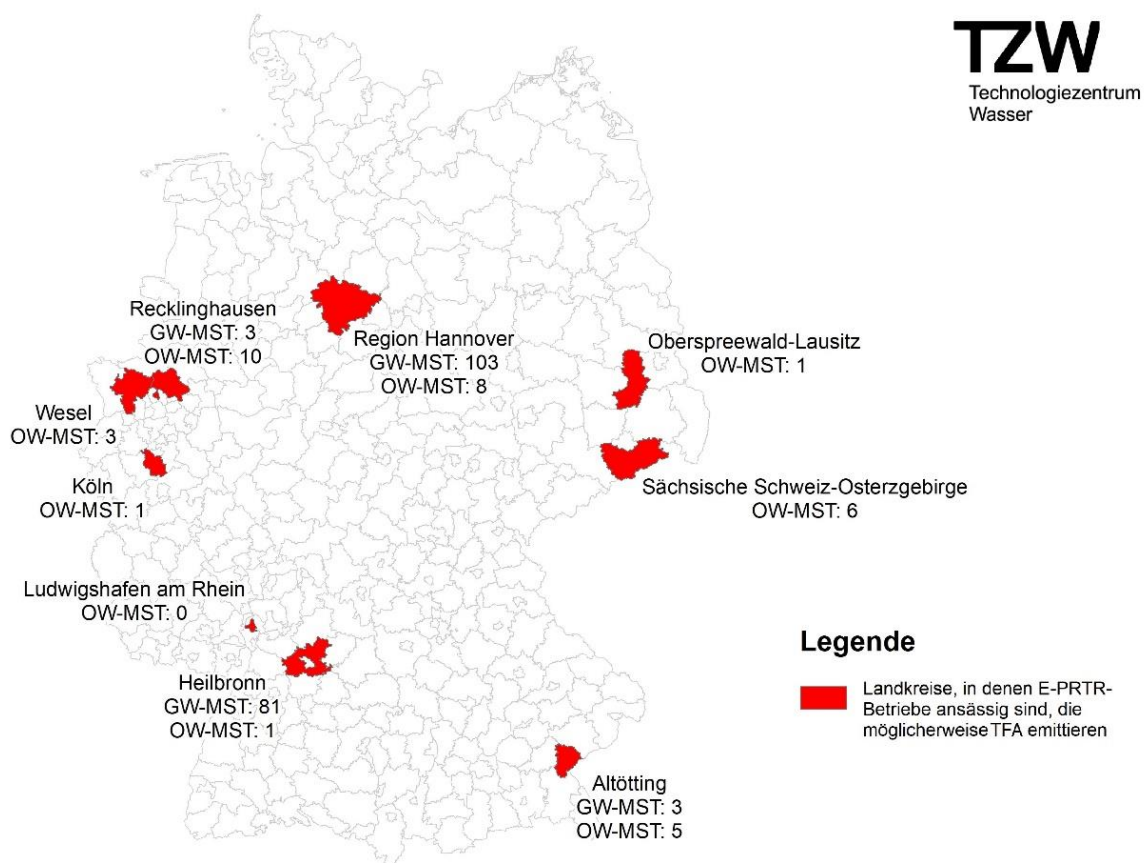 TZW
Technologiezentrum
Wasser
Recklinghausen
GW-MST: 3
OW-MST: 10
Region Hannover
GW-MST: 103
OW-MST: 8
Oberspreewald-Lausitz
OW-MST: 1
Wesel
OW-MST: 3
Köln
OW-MST: 1
Sächsische Schweiz-Osterzgebirge
OW-MST: 6
Ludwigshafen am Rhein
OW-MST: 0
Heilbronn
GW-MST: 81
OW-MST: 1
Legende
Landkreise, in denen E-PRTR-
Betriebe ansässig sind, die
möglicherweise TFA emittieren
Altötting
GW-MST: 3
OW-MST: 5